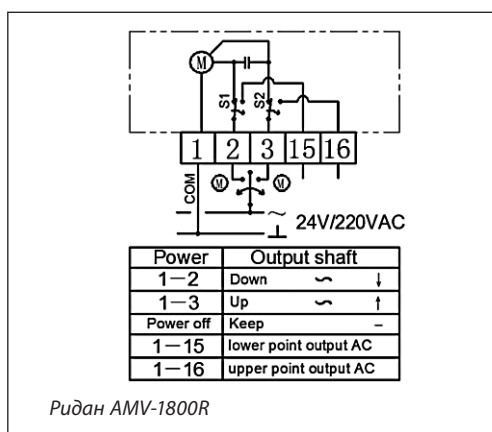 M
S1
S2
1 2 3 15 16
M M
COM
~ 24V/220VAC
Power Output shaft
1—2 Down ~ ↓
1—3 Up ~ ↑
Power off Keep –
1—15 lower point output AC
1—16 upper point output AC
Ридан AMV-1800R